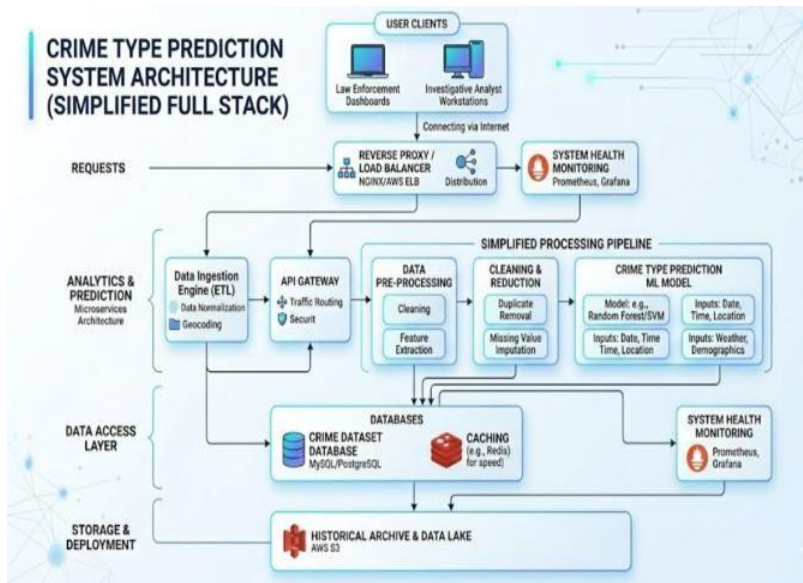 CRIME TYPE PREDICTION
SYSTEM ARCHITECTURE
(SIMPLIFIED FULL STACK)
USER CLIENTS
Law Enforcement
Dashboards
Investigative Analyst
Workstations
Connecting via Internet
REQUESTS
REVERSE PROXY /
LOAD BALANCER
NGINX/AWS ELB
Distribution
SYSTEM HEALTH
MONITORING
Prometheus, Grafana
ANALYTICS &
PREDICTION
Microservices
Architecture
Data Ingestion
Engine (ETL)
Data Normalization
Geocoding
API GATEWAY
Traffic Routing
Securit
SIMPLIFIED PROCESSING PIPELINE
DATA
PRE-PROCESSING
Cleaning
Feature
Extraction
CLEANING &
REDUCTION
Duplicate
Removal
Missing Value
Imputation
CRIME TYPE PREDICTION
ML MODEL
Model: e.g.,
Random Forest/SVM
Inputs: Date,
Time, Location
Inputs: Date, Time
Time, Location
Inputs: Weather,
Demographics
DATA ACCESS
LAYER
DATABASES
CRIME DATASET
DATABASE
MySQL/PostgreSQL
CACHING
(e.g., Redis)
for speed)
SYSTEM HEALTH
MONITORING
Prometheus,
Grafana
STORAGE &
DEPLOYMENT
HISTORICAL ARCHIVE & DATA LAKE
AWS S3